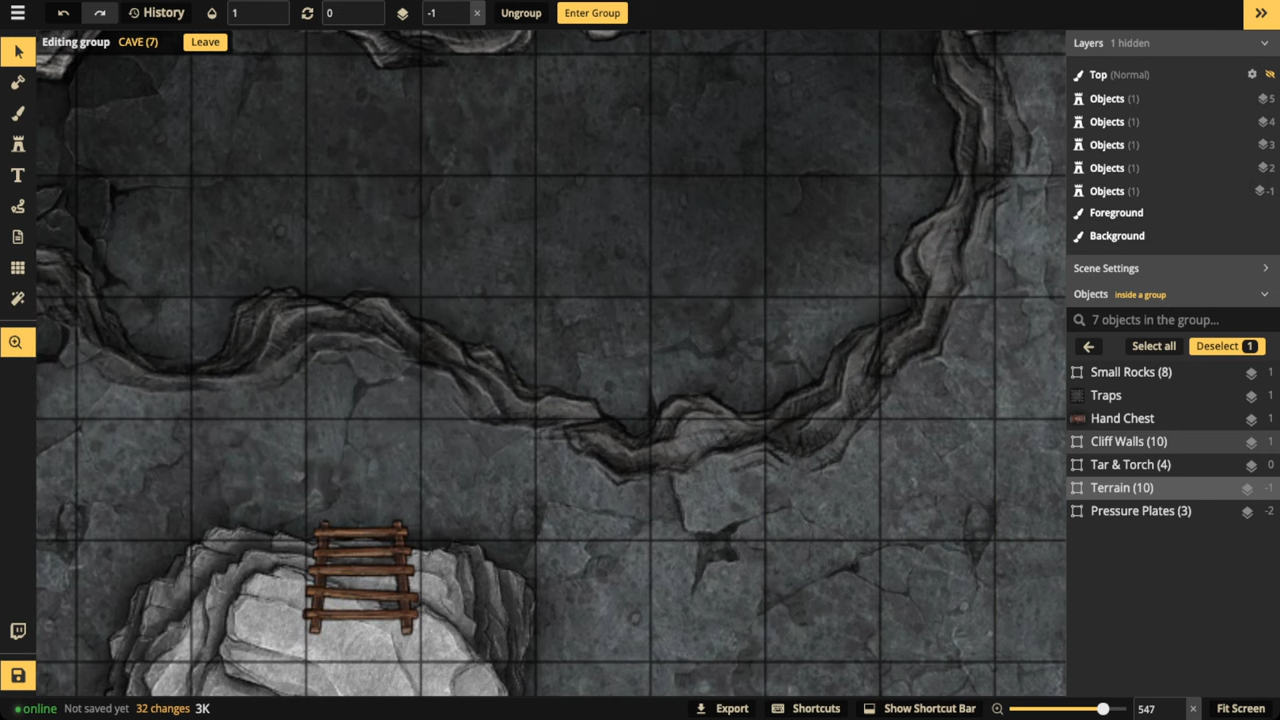 History 1 0 -1 × Ungroup Enter Group
Editing group CAVE (7) Leave
Layers 1 hidden
Top (Normal)
Objects (1) 5
Objects (1) 4
Objects (1) 3
Objects (1) 2
Objects (1) -1
Foreground
Background
Scene Settings
Objects inside a group
7 objects in the group...
Select all Deselect 1
Small Rocks (8) 1
Traps 1
Hand Chest 1
Cliff Walls (10) 1
Tar & Torch (4) 0
Terrain (10) -1
Pressure Plates (3) -2
online Not saved yet 32 changes 3K Export Shortcuts Show Shortcut Bar 547 × Fit Screen